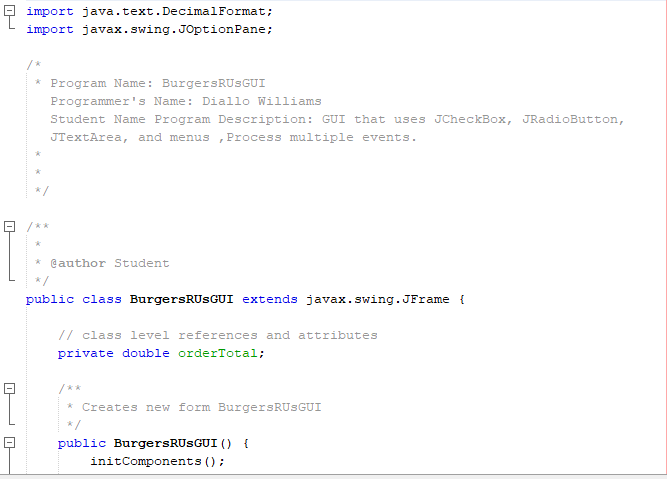 import java.text.DecimalFormat;
import javax.swing.JOptionPane;
/*
* Program Name: BurgersRUsGUI
Programmer's Name: Diallo Williams
Student Name Program Description: GUI that uses JCheckBox, JRadioButton,
JTextArea, and menus ,Process multiple events.
*
*
*/
/**
*
* @author Student
*/
public class BurgersRUsGUI extends javax.swing.JFrame {
// class level references and attributes
private double orderTotal;
/**
* Creates new form BurgersRUsGUI
*/
public BurgersRUsGUI() {
initComponents();